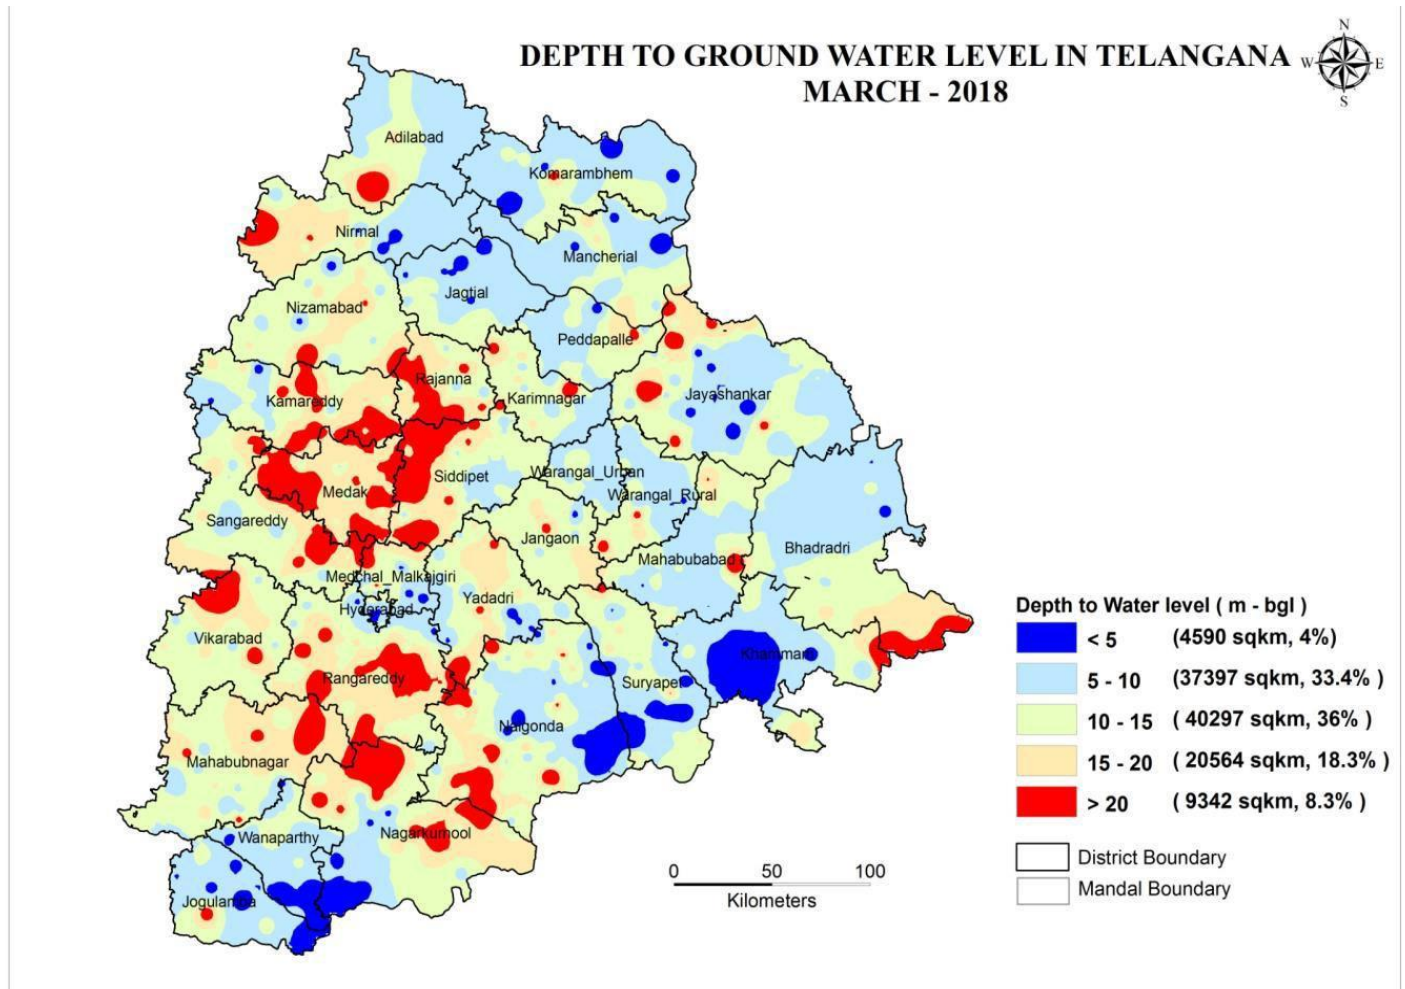 DEPTH TO GROUND WATER LEVEL IN TELANGANA
MARCH - 2018
N
W E
S
Adilabad
Komarambhem
Nirmal
Mancherial
Jagtial
Nizamabad
Peddapalle
Rajanna
Kamareddy
Karimnagar
Jayashankar
Siddipet
Warangal_Urban
Medak
Warangal_Rural
Sangareddy
Jangaon
Mahabubabad
Bhadradri
Medchal_Malkajgiri
Yadadri
Hyderabad
Vikarabad
Khammam
Rangareddy
Suryapet
Nalgonda
Mahabubnagar
Nagarkurnool
Wanaparthy
Jogulamba
Depth to Water level ( m - bgl )
< 5 (4590 sqkm, 4%)
5 - 10 (37397 sqkm, 33.4% )
10 - 15 ( 40297 sqkm, 36% )
15 - 20 ( 20564 sqkm, 18.3% )
> 20 ( 9342 sqkm, 8.3% )
District Boundary
Mandal Boundary
0 50 100
Kilometers